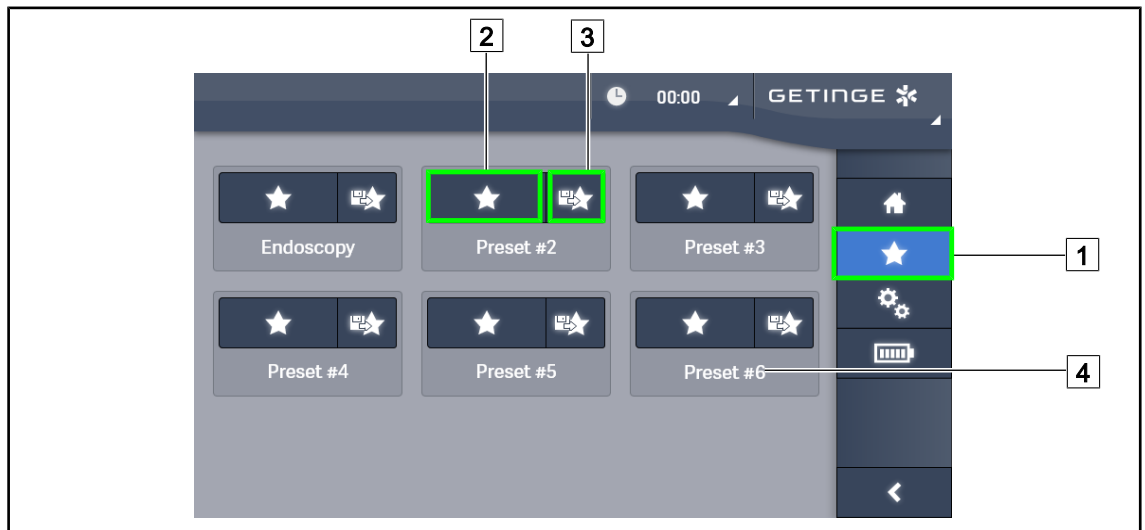 2 3
00:00 GETINGE
Endoscopy Preset #2 Preset #3
1
Preset #4 Preset #5 Preset #6
4